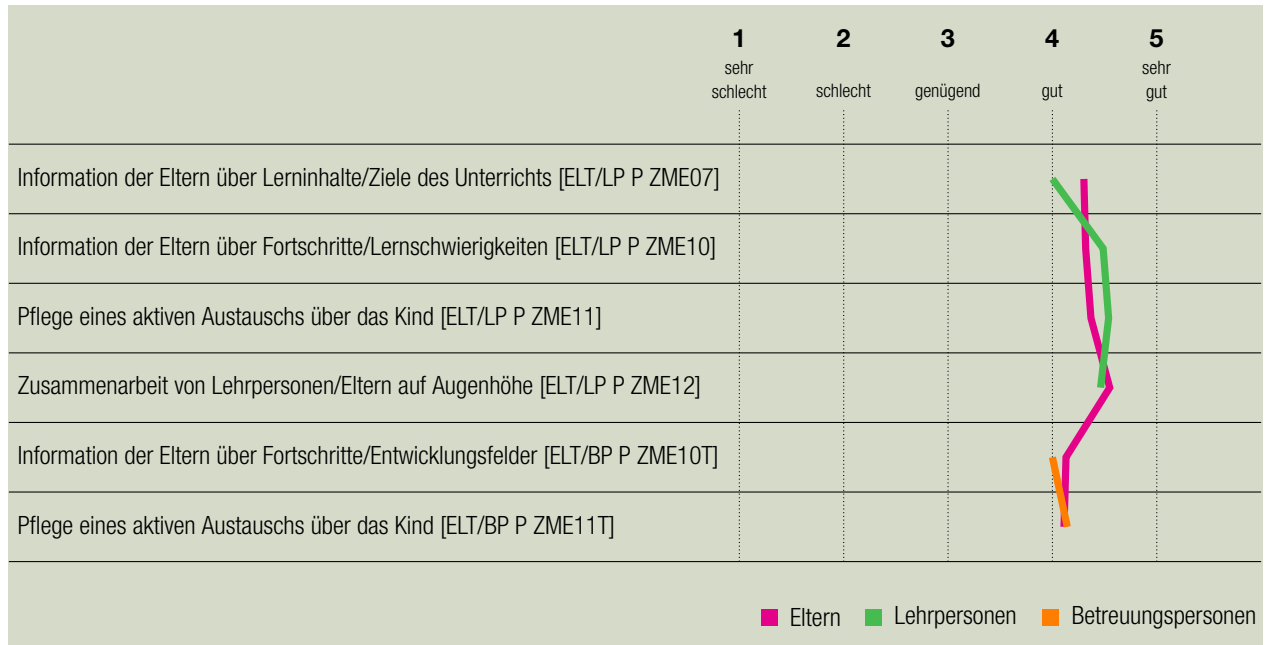 1 2 3 4 5
sehr schlecht schlecht genügend gut sehr gut
Information der Eltern über Lerninhalte/Ziele des Unterrichts [ELT/LP P ZME07]
Information der Eltern über Fortschritte/Lernschwierigkeiten [ELT/LP P ZME10]
Pflege eines aktiven Austauschs über das Kind [ELT/LP P ZME11]
Zusammenarbeit von Lehrpersonen/Eltern auf Augenhöhe [ELT/LP P ZME12]
Information der Eltern über Fortschritte/Entwicklungsfelder [ELT/BP P ZME10T]
Pflege eines aktiven Austauschs über das Kind [ELT/BP P ZME11T]
Eltern Lehrpersonen Betreuungspersonen